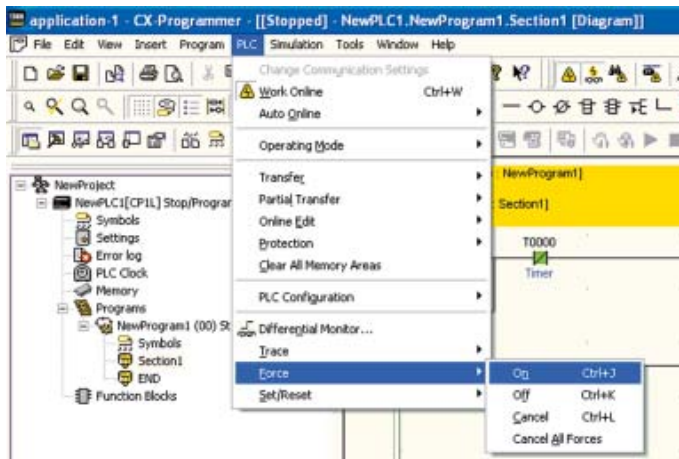 application-1 - CX-Programmer - [[Stopped] - NewPLC1.NewProgram1.Section1 [Diagram]]
File Edit View Insert Program PLC Simulation Tools Window Help
Change Communication Settings
Work Online Ctrl+W
Auto Online
Operating Mode
Transfer
Partial Transfer
Online Edit
Protection
Clear All Memory Areas
PLC Configuration
Differential Monitor...
Trace
Force
Set/Reset
On Ctrl+J
Off Ctrl+K
Cancel Ctrl+L
Cancel All Forces
NewProject
NewPLC1[CP1L] Stop/Prograr
Symbols
Settings
Error log
PLC Clock
Memory
Programs
NewProgram1 (00) St
Symbols
Section1
END
Function Blocks
: NewProgram1]
: Section1]
T0000
Timer